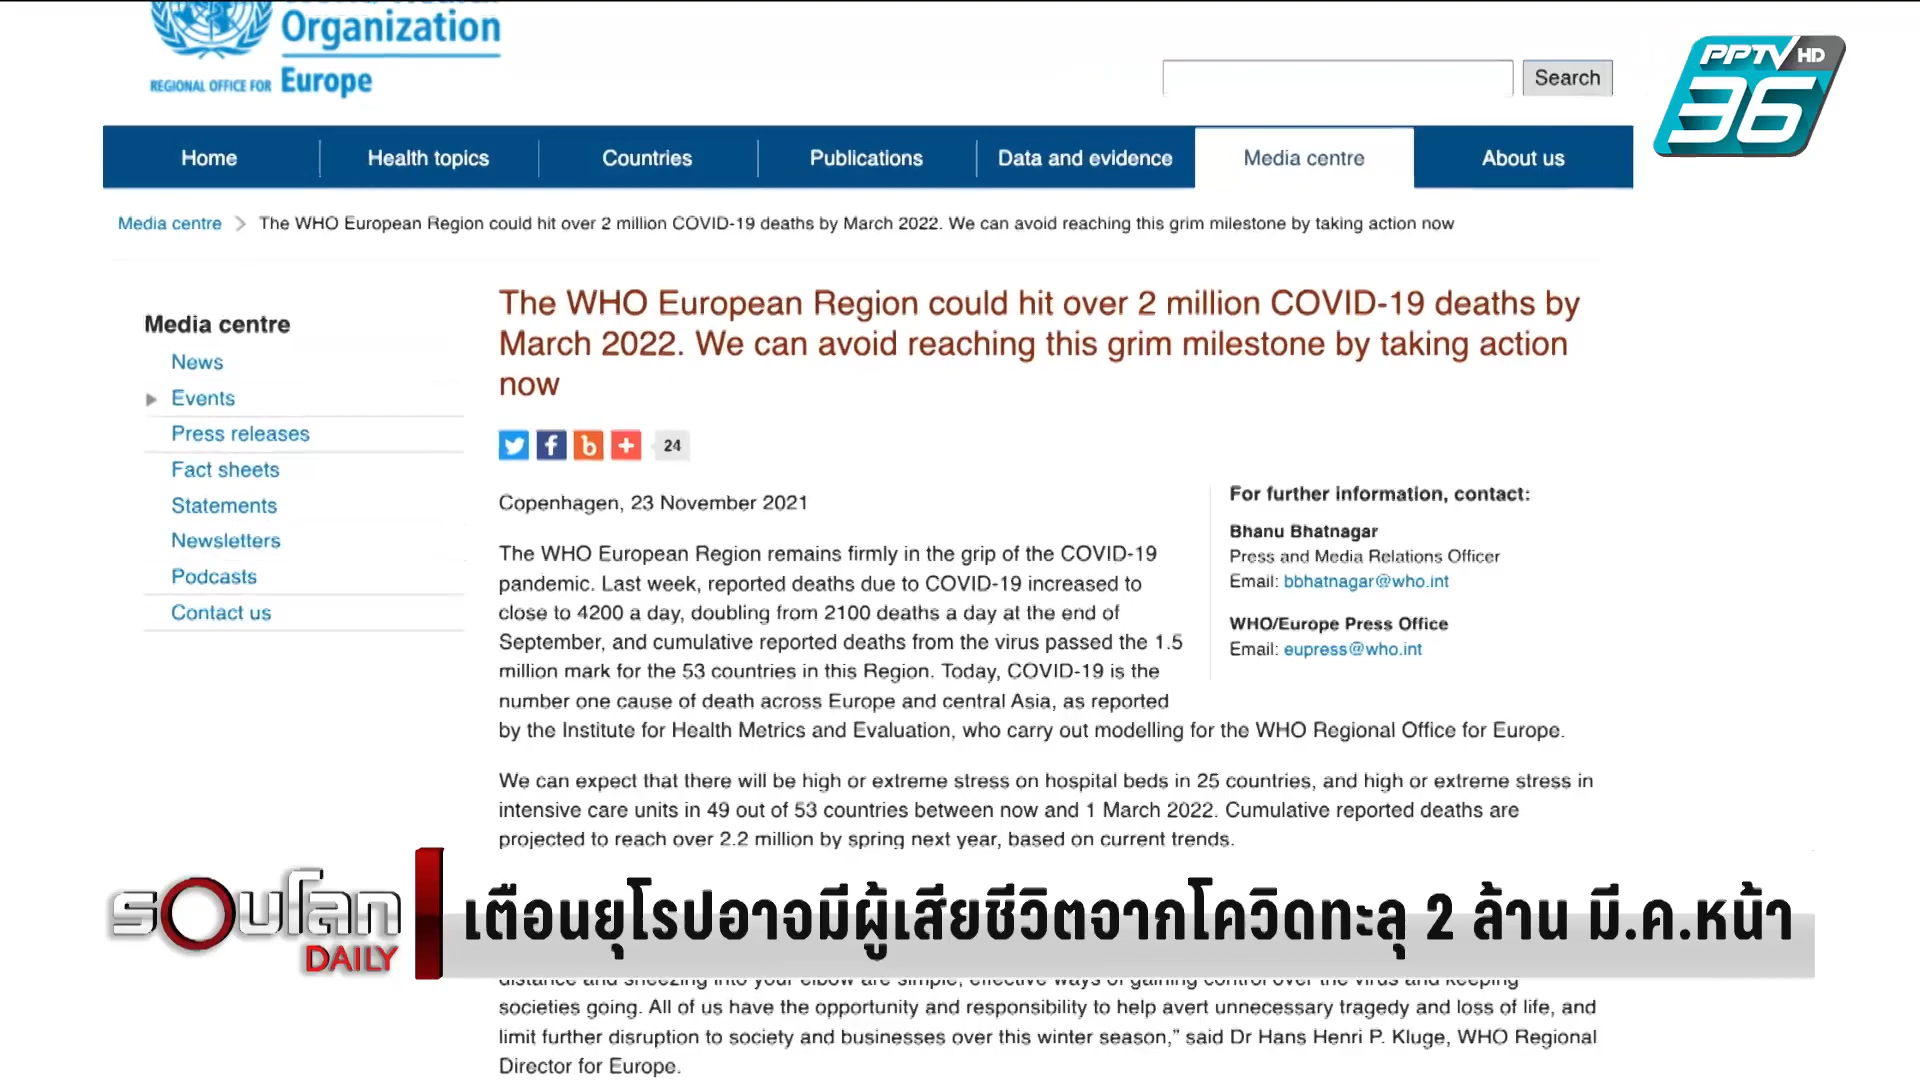 Organization
REGIONAL OFFICE FOR Europe
Search
PPTV HD
36
Home
Health topics
Countries
Publications
Data and evidence
Media centre
About us
Media centre > The WHO European Region could hit over 2 million COVID-19 deaths by March 2022. We can avoid reaching this grim milestone by taking action now
Media centre
News
Events
Press releases
Fact sheets
Statements
Newsletters
Podcasts
Contact us
The WHO European Region could hit over 2 million COVID-19 deaths by
March 2022. We can avoid reaching this grim milestone by taking action
now
24
Copenhagen, 23 November 2021
The WHO European Region remains firmly in the grip of the COVID-19
pandemic. Last week, reported deaths due to COVID-19 increased to
close to 4200 a day, doubling from 2100 deaths a day at the end of
September, and cumulative reported deaths from the virus passed the 1.5
million mark for the 53 countries in this Region. Today, COVID-19 is the
number one cause of death across Europe and central Asia, as reported
by the Institute for Health Metrics and Evaluation, who carry out modelling for the WHO Regional Office for Europe.
For further information, contact:
Bhanu Bhatnagar
Press and Media Relations Officer
Email: bbhatnagar@who.int
WHO/Europe Press Office
Email: eupress@who.int
We can expect that there will be high or extreme stress on hospital beds in 25 countries, and high or extreme stress in
intensive care units in 49 out of 53 countries between now and 1 March 2022. Cumulative reported deaths are
projected to reach over 2.2 million by spring next year, based on current trends.
รอบโลก
DAILY
เตือนยุโรปอาจมีผู้เสียชีวิตจากโควิดทะลุ 2 ล้าน มี.ค.หน้า
distance and sneezing into your elbow are simple, effective ways of gaining control over the virus and keeping
societies going. All of us have the opportunity and responsibility to help avert unnecessary tragedy and loss of life, and
limit further disruption to society and businesses over this winter season,” said Dr Hans Henri P. Kluge, WHO Regional
Director for Europe.